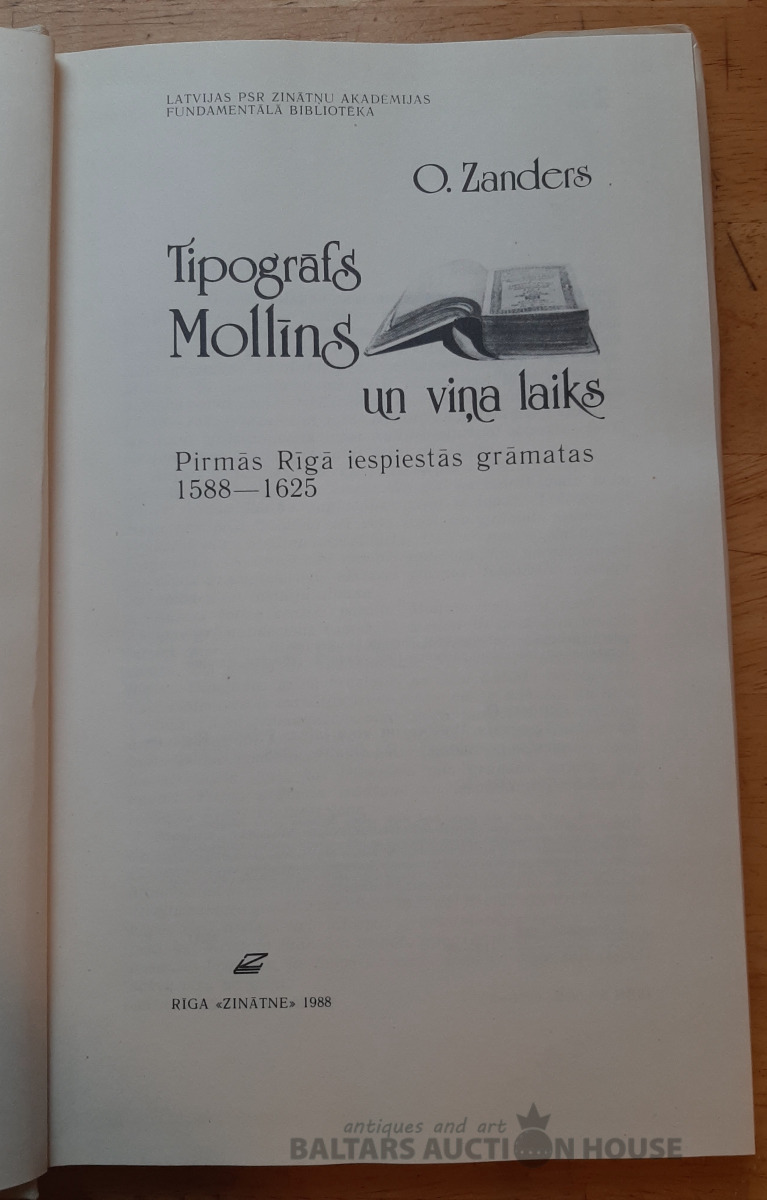 LATVIJAS PSR ZINĀTŅU AKADĒMIJAS
FUNDAMENTĀLĀ BIBLIOTĒKA
O. Zanders
Tipogrāfs
Mollīns
un viņa laiks
Pirmās Rīgā iespiestās grāmatas
1588—1625
RĪGA «ZINĀTNE» 1988
antiques and art
BALTARS AUCTION HOUSE